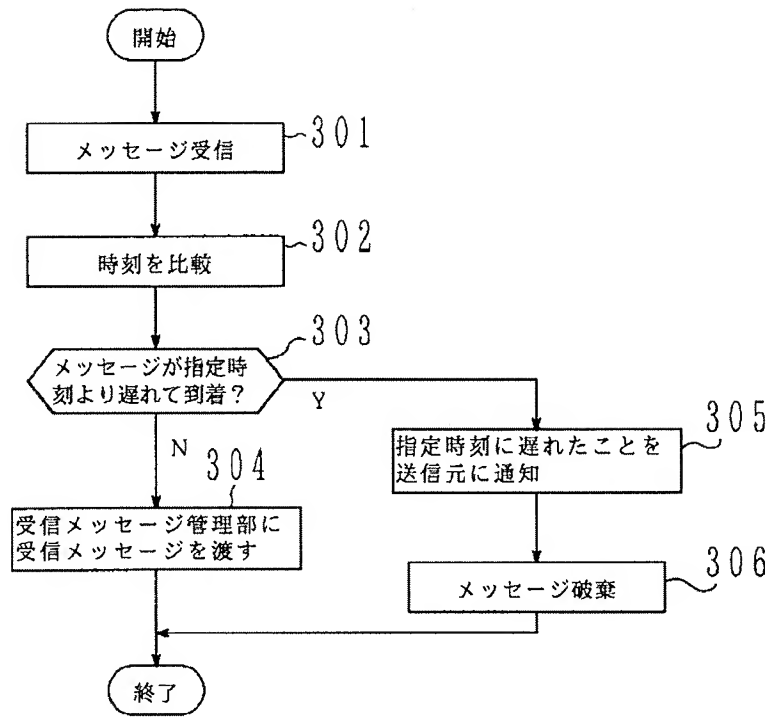 開始
メッセージ受信
301
時刻を比較
302
メッセージが指定時
刻より遅れて到着?
303
Y
N
受信メッセージ管理部に
受信メッセージを渡す
304
指定時刻に遅れたことを
送信元に通知
305
メッセージ破棄
306
終了